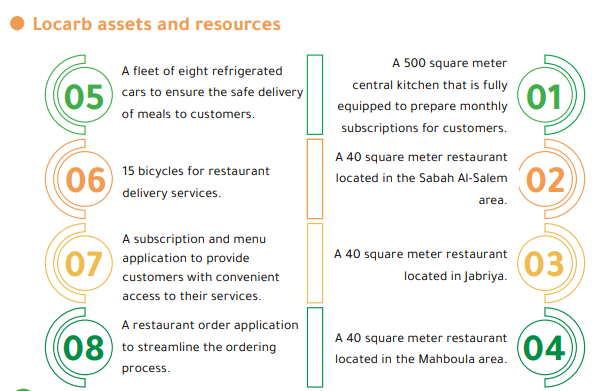 Locarb assets and resources
A 500 square meter
central kitchen that is fully
equipped to prepare monthly
subscriptions for customers.
01
A 40 square meter restaurant
located in the Sabah Al-Salem
area.
02
A 40 square meter restaurant
located in Jabriya.
03
A 40 square meter restaurant
located in the Mahboula area.
04
05
A fleet of eight refrigerated
cars to ensure the safe delivery
of meals to customers.
06
15 bicycles for restaurant
delivery services.
07
A subscription and menu
application to provide
customers with convenient
access to their services.
08
A restaurant order application
to streamline the ordering
process.